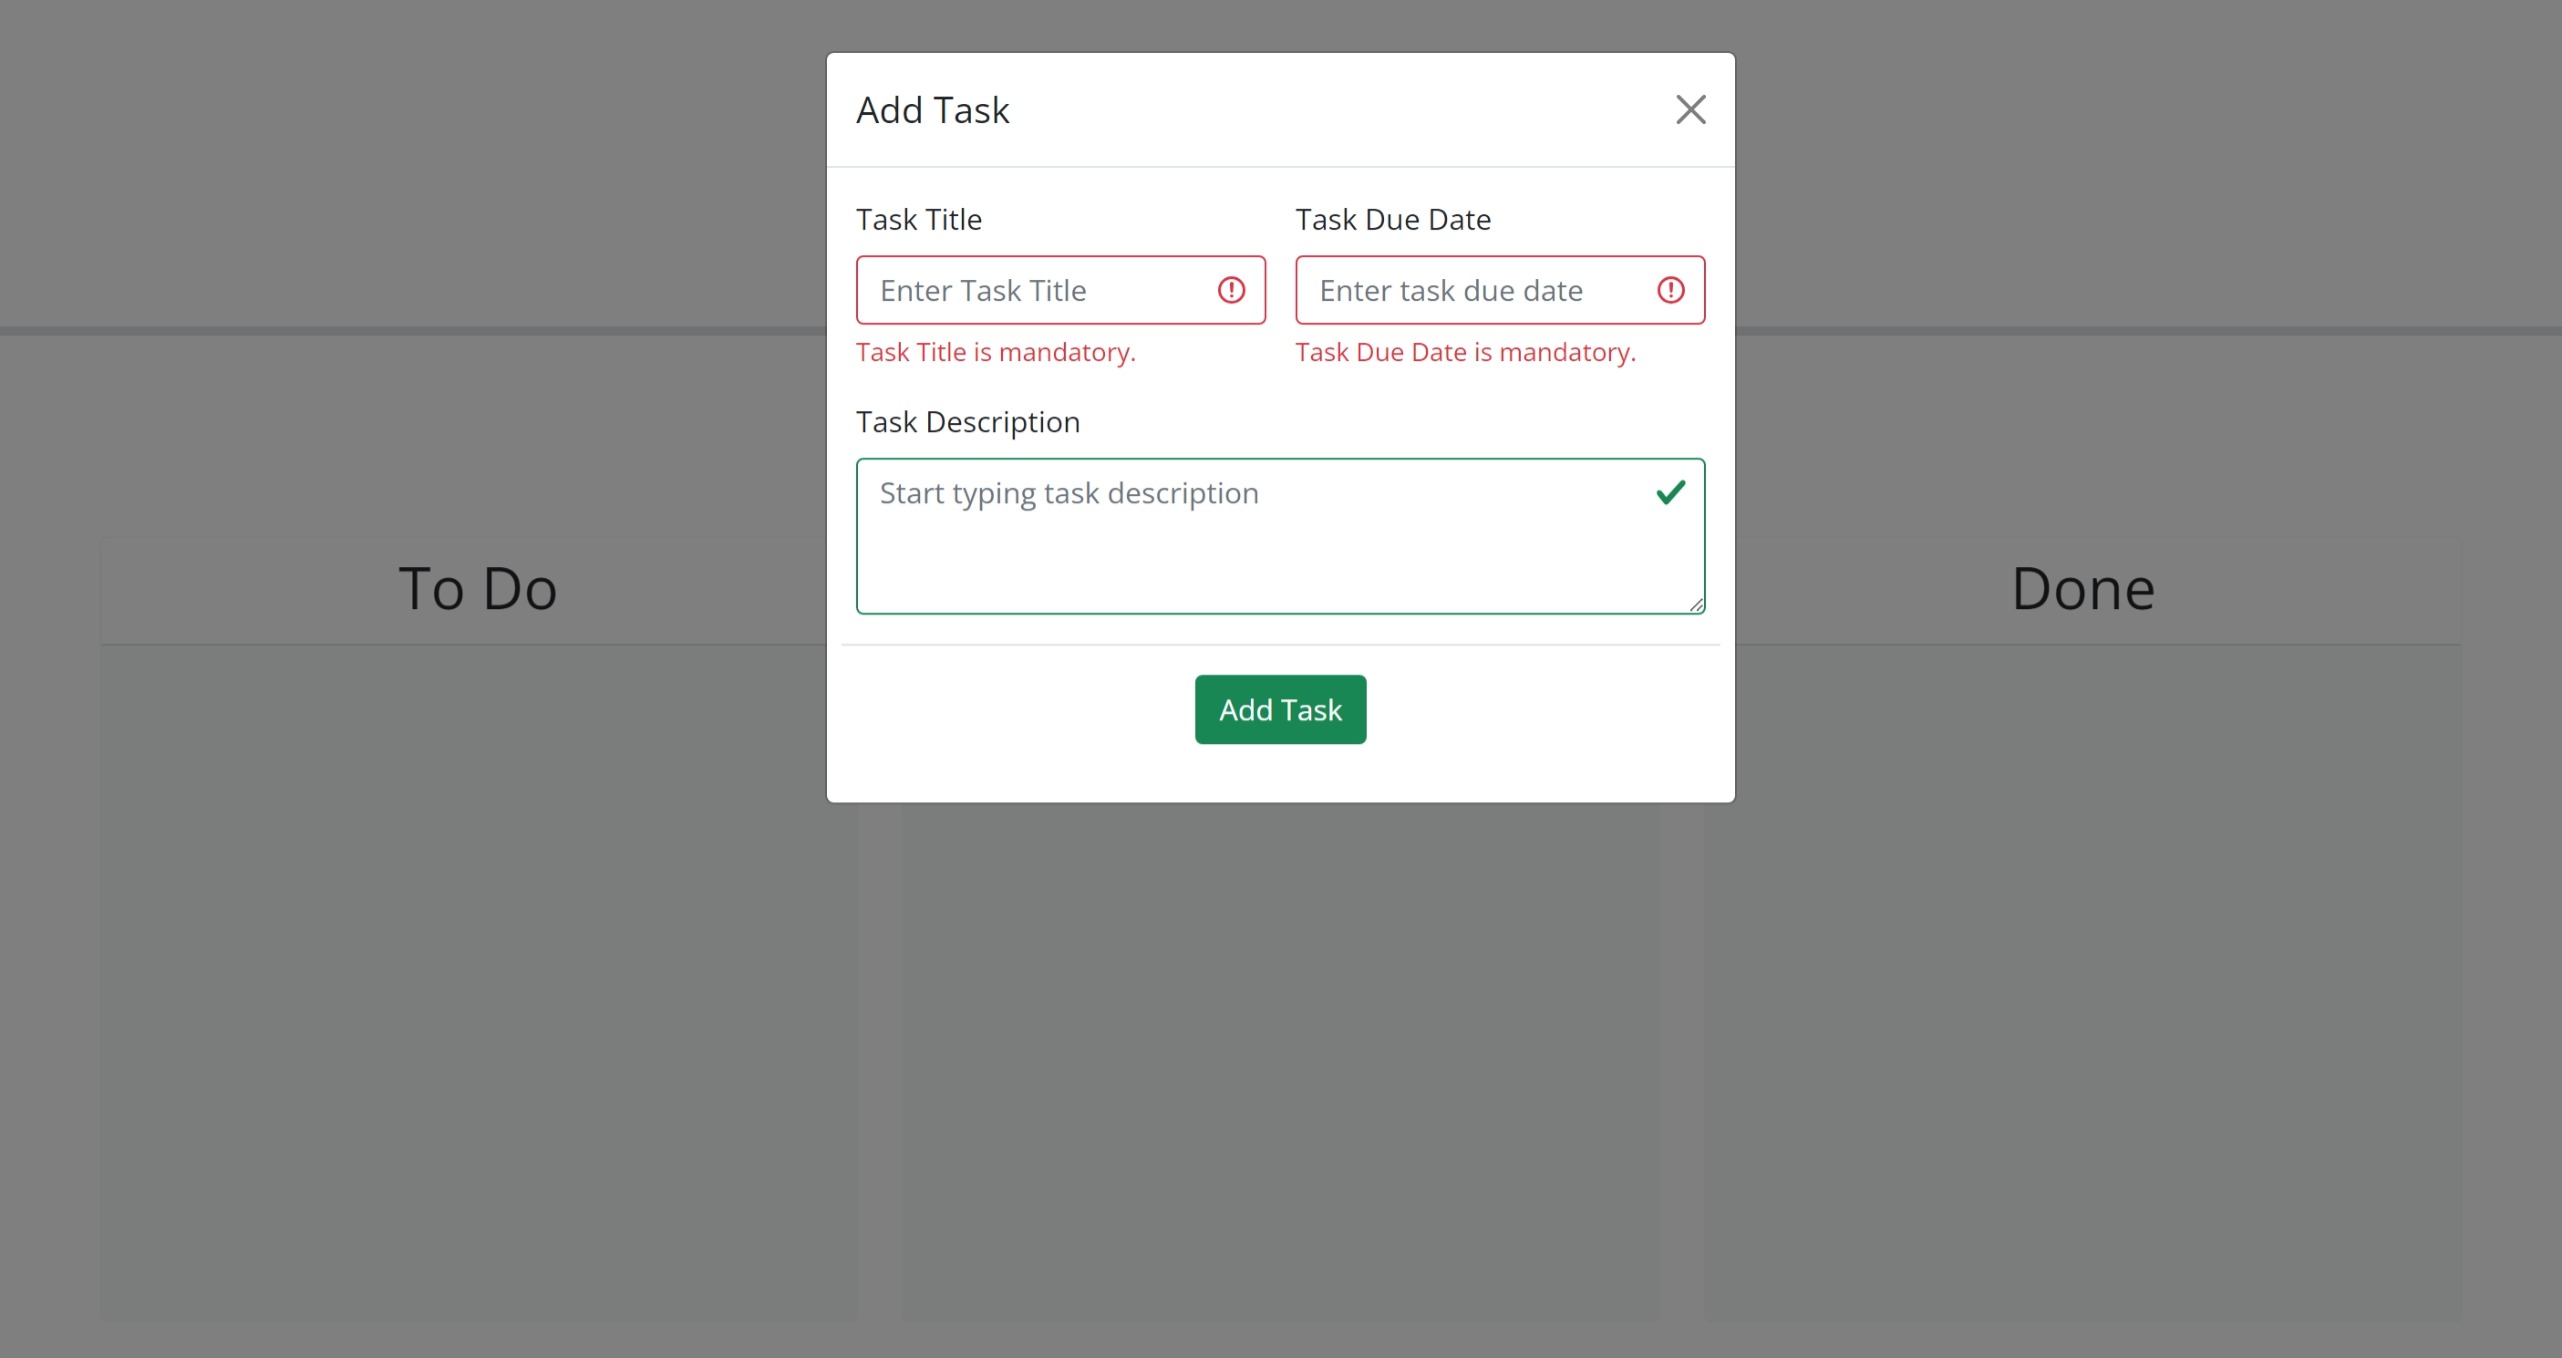 Add Task
Task Title
Task Due Date
Enter Task Title
Enter task due date
Task Title is mandatory.
Task Due Date is mandatory.
Task Description
Start typing task description
To Do
Done
Add Task